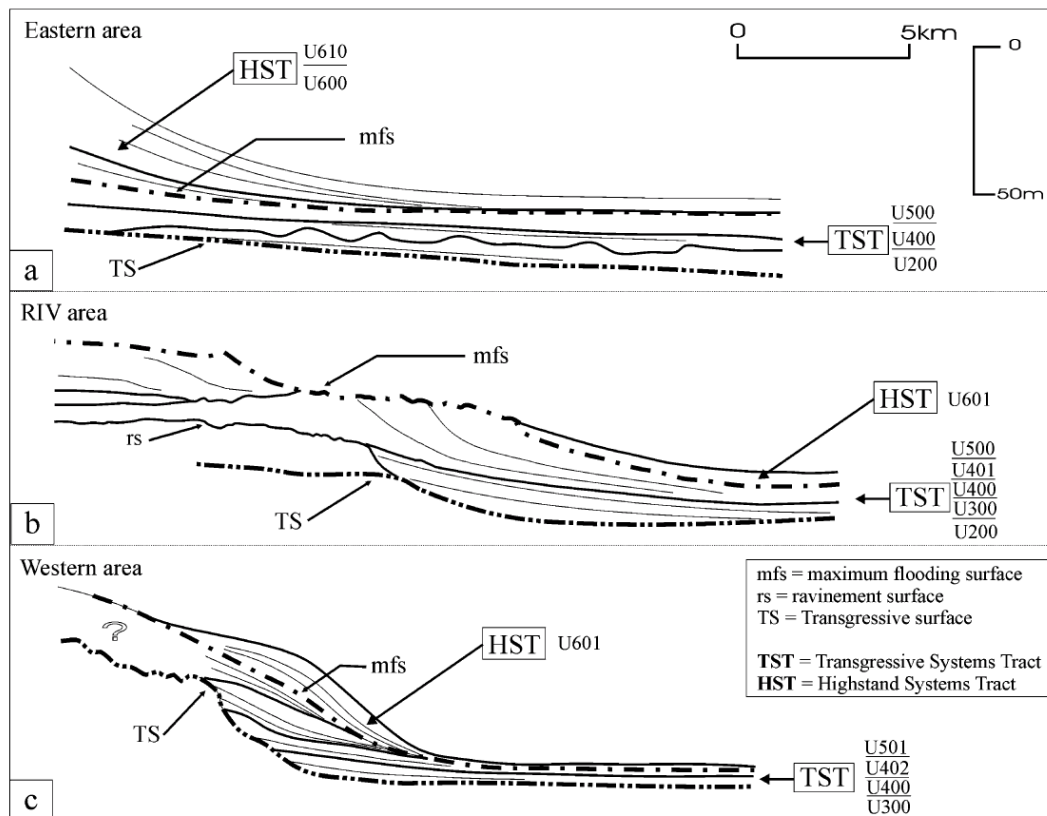 Eastern area
0 5km
0
50m
HST U610
U600
mfs
TS
TST U500
U400
U200
a
RIV area
mfs
rs
TS
HST U601
TST U500
U401
U400
U300
U200
b
Western area
?
TS
mfs
HST U601
TST U501
U402
U400
U300
mfs = maximum flooding surface
rs = ravinement surface
TS = Transgressive surface
TST = Transgressive Systems Tract
HST = Highstand Systems Tract
c